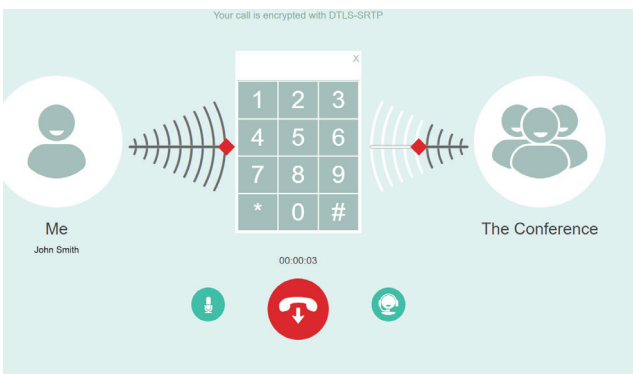 Your call is encrypted with DTLS-SRTP
X
1 2 3
4 5 6
7 8 9
* 0 #
Me
John Smith
The Conference
00:00:03